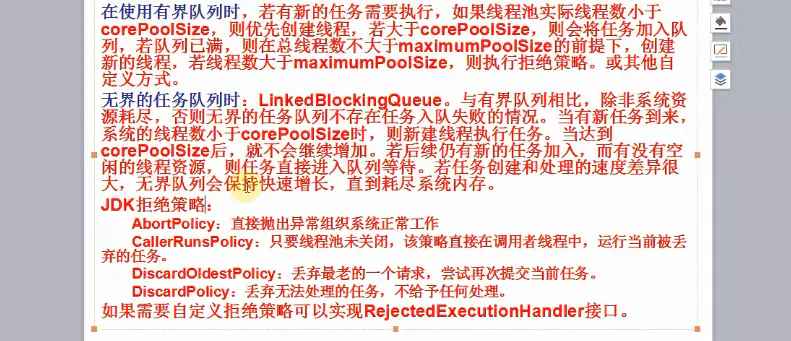 在使用有界队列时，若有新的任务需要执行，如果线程池实际线程数小于
corePoolSize，则优先创建线程，若大于corePoolSize，则会将任务加入队
列，若队列已满，则在总线程数不大于maximumPoolSize的前提下，创建
新的线程，若线程数大于maximumPoolSize，则执行拒绝策略。或其他自
定义方式。
无界的任务队列时：LinkedBlockingQueue。与有界队列相比，除非系统资
源耗尽，否则无界的任务队列不存在任务入队失败的情况。当有新任务到来，
系统的线程数小于corePoolSize时，则新建线程执行任务。当达到
corePoolSize后，就不会继续增加。若后续仍有新的任务加入，而有没有空
闲的线程资源，则任务直接进入队列等待。若任务创建和处理的速度差异很
大，无界队列会保持快速增长，直到耗尽系统内存。
JDK拒绝策略：
AbortPolicy：直接抛出异常组织系统正常工作
CallerRunsPolicy：只要线程池未关闭，该策略直接在调用者线程中，运行当前被丢
弃的任务。
DiscardOldestPolicy：丢弃最老的一个请求，尝试再次提交当前任务。
DiscardPolicy：丢弃无法处理的任务，不给予任何处理。
如果需要自定义拒绝策略可以实现RejectedExecutionHandler接口。